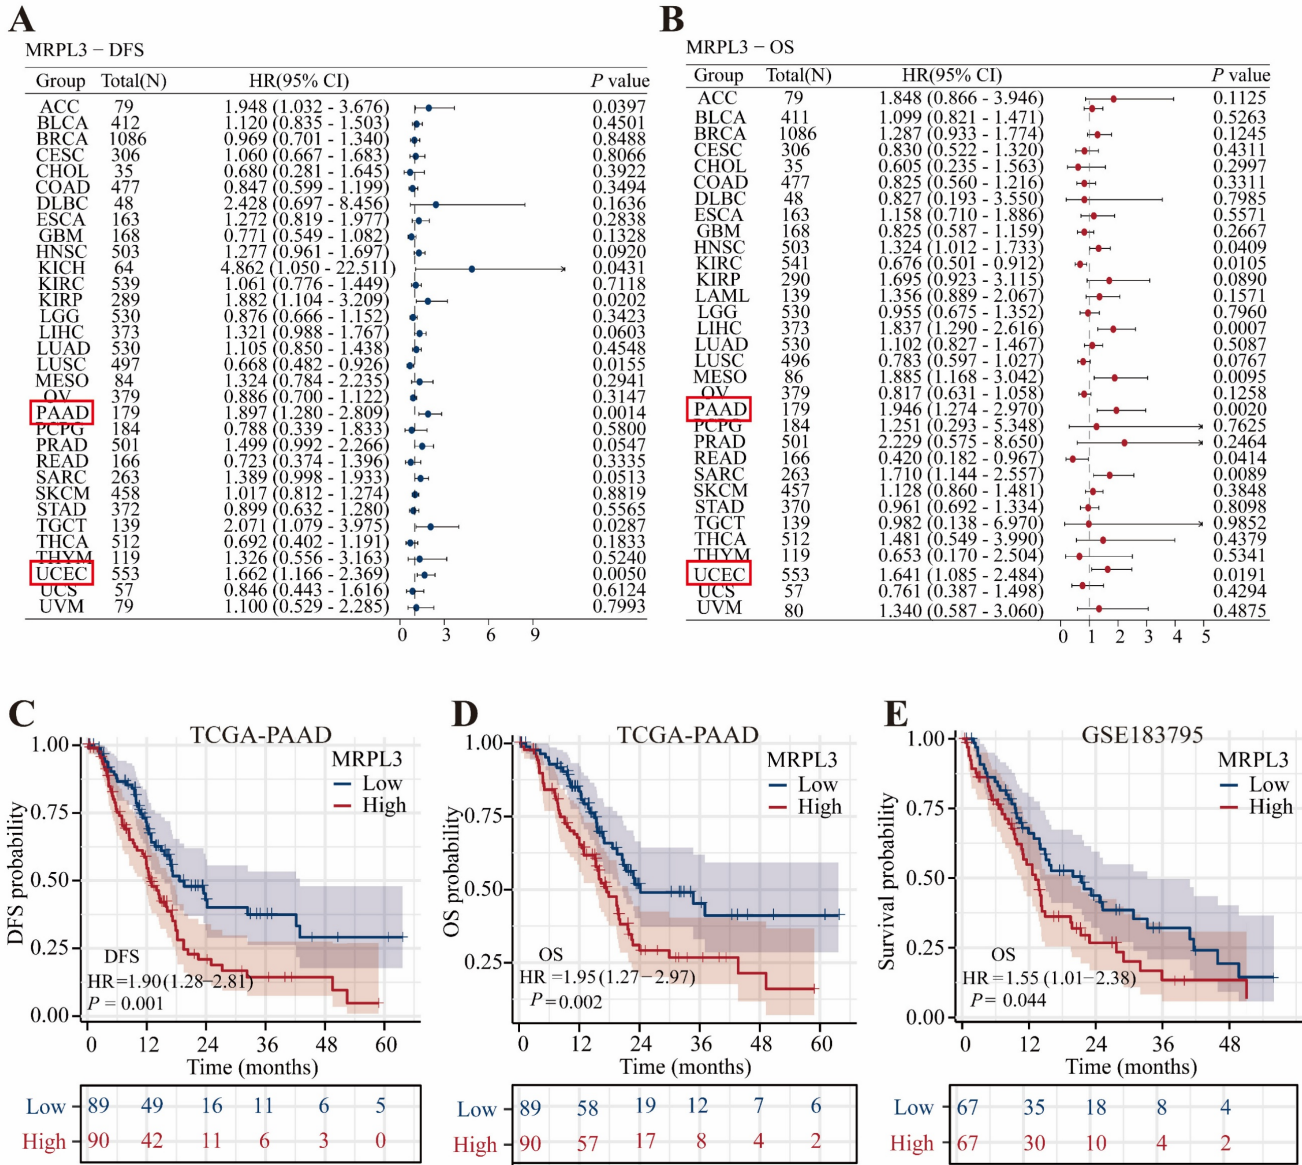 A
MRPL3 − DFS
Group Total(N) HR(95% CI) P value
ACC 79 1.948 (1.032 - 3.676) 0.0397
BLCA 412 1.120 (0.835 - 1.503) 0.4501
BRCA 1086 0.969 (0.701 - 1.340) 0.8488
CESC 306 1.060 (0.667 - 1.683) 0.8066
CHOL 35 0.680 (0.281 - 1.645) 0.3922
COAD 477 0.847 (0.599 - 1.199) 0.3494
DLBC 48 2.428 (0.697 - 8.456) 0.1636
ESCA 163 1.272 (0.819 - 1.977) 0.2838
GBM 168 0.771 (0.549 - 1.082) 0.1328
HNSC 503 1.277 (0.961 - 1.697) 0.0920
KICH 64 4.862 (1.050 - 22.511) 0.0431
KIRC 539 1.061 (0.776 - 1.449) 0.7118
KIRP 289 1.882 (1.104 - 3.209) 0.0202
LGG 530 0.876 (0.666 - 1.152) 0.3423
LIHC 373 1.321 (0.988 - 1.767) 0.0603
LUAD 530 1.105 (0.850 - 1.438) 0.4548
LUSC 497 0.668 (0.482 - 0.926) 0.0155
MESO 84 1.324 (0.784 - 2.235) 0.2941
OV 379 0.886 (0.700 - 1.122) 0.3147
PAAD 179 1.897 (1.280 - 2.809) 0.0014
PCPG 184 0.788 (0.339 - 1.833) 0.5800
PRAD 501 1.499 (0.992 - 2.266) 0.0547
READ 166 0.723 (0.374 - 1.396) 0.3335
SARC 263 1.389 (0.998 - 1.933) 0.0513
SKCM 458 1.017 (0.812 - 1.274) 0.8819
STAD 372 0.899 (0.632 - 1.280) 0.5565
TGCT 139 2.071 (1.079 - 3.975) 0.0287
THCA 512 0.692 (0.402 - 1.191) 0.1833
THYM 119 1.326 (0.556 - 3.163) 0.5240
UCEC 553 1.662 (1.166 - 2.369) 0.0050
UCS 57 0.846 (0.443 - 1.616) 0.6124
UVM 79 1.100 (0.529 - 2.285) 0.7993
0 3 6 9
B
MRPL3 − OS
Group Total(N) HR(95% CI) P value
ACC 79 1.848 (0.866 - 3.946) 0.1125
BLCA 411 1.099 (0.821 - 1.471) 0.5263
BRCA 1086 1.287 (0.933 - 1.774) 0.1245
CESC 306 0.830 (0.522 - 1.320) 0.4311
CHOL 35 0.605 (0.235 - 1.563) 0.2997
COAD 477 0.825 (0.560 - 1.216) 0.3311
DLBC 48 0.827 (0.193 - 3.550) 0.7985
ESCA 163 1.158 (0.710 - 1.886) 0.5571
GBM 168 0.825 (0.587 - 1.159) 0.2667
HNSC 503 1.324 (1.012 - 1.733) 0.0409
KIRC 541 0.676 (0.501 - 0.912) 0.0105
KIRP 290 1.695 (0.923 - 3.115) 0.0890
LAML 139 1.356 (0.889 - 2.067) 0.1571
LGG 530 0.955 (0.675 - 1.352) 0.7960
LIHC 373 1.837 (1.290 - 2.616) 0.0007
LUAD 530 1.102 (0.827 - 1.467) 0.5087
LUSC 496 0.783 (0.597 - 1.027) 0.0767
MESO 86 1.885 (1.168 - 3.042) 0.0095
OV 379 0.817 (0.631 - 1.058) 0.1258
PAAD 179 1.946 (1.274 - 2.970) 0.0020
PCPG 184 1.251 (0.293 - 5.348) 0.7625
PRAD 501 2.229 (0.575 - 8.650) 0.2464
READ 166 0.420 (0.182 - 0.967) 0.0414
SARC 263 1.710 (1.144 - 2.557) 0.0089
SKCM 457 1.128 (0.860 - 1.481) 0.3848
STAD 370 0.961 (0.692 - 1.334) 0.8098
TGCT 139 0.982 (0.138 - 6.970) 0.9852
THCA 512 1.481 (0.549 - 3.990) 0.4379
THYM 119 0.653 (0.170 - 2.504) 0.5341
UCEC 553 1.641 (1.085 - 2.484) 0.0191
UCS 57 0.761 (0.387 - 1.498) 0.4294
UVM 80 1.340 (0.587 - 3.060) 0.4875
0 1 2 3 4 5
C
TCGA-PAAD
MRPL3
Low
High
DFS probability
1.00
0.75
0.50
0.25
0.00
DFS
HR=1.90(1.28−2.81)
P = 0.001
0 12 24 36 48 60
Time (months)
Low 89 49 16 11 6 5
High 90 42 11 6 3 0
D
TCGA-PAAD
MRPL3
Low
High
OS probability
1.00
0.75
0.50
0.25
OS
HR=1.95(1.27−2.97)
P=0.002
0 12 24 36 48 60
Time (months)
Low 89 58 19 12 7 6
High 90 57 17 8 4 2
E
GSE183795
MRPL3
Low
High
Survival probability
1.00
0.75
0.50
0.25
0.00
OS
HR=1.55(1.01−2.38)
P = 0.044
0 12 24 36 48
Time (months)
Low 67 35 18 8 4
High 67 30 10 4 2